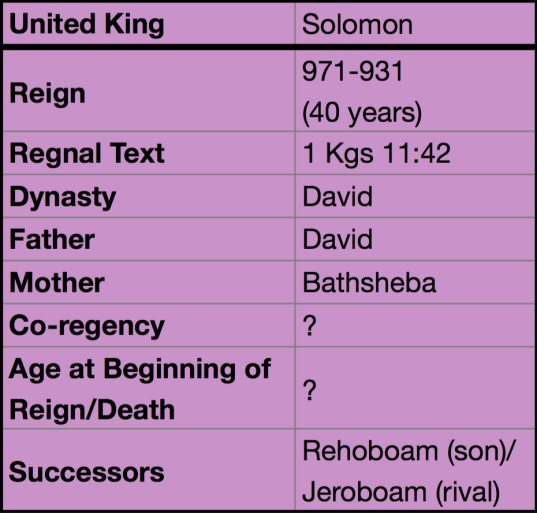 United King Solomon
Reign 971-931
(40 years)
Regnal Text 1 Kgs 11:42
Dynasty David
Father David
Mother Bathsheba
Co-regency ?
Age at Beginning of
Reign/Death ?
Successors Rehoboam (son)/
Jeroboam (rival)